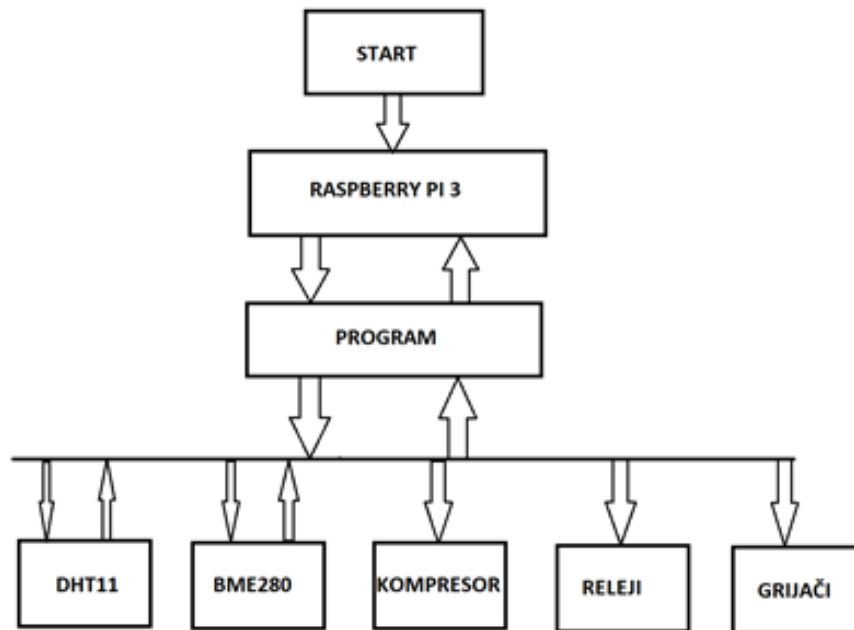 START
RASPBERRY PI 3
PROGRAM
DHT11
BME280
KOMPRESOR
RELEJI
GRIJAČI